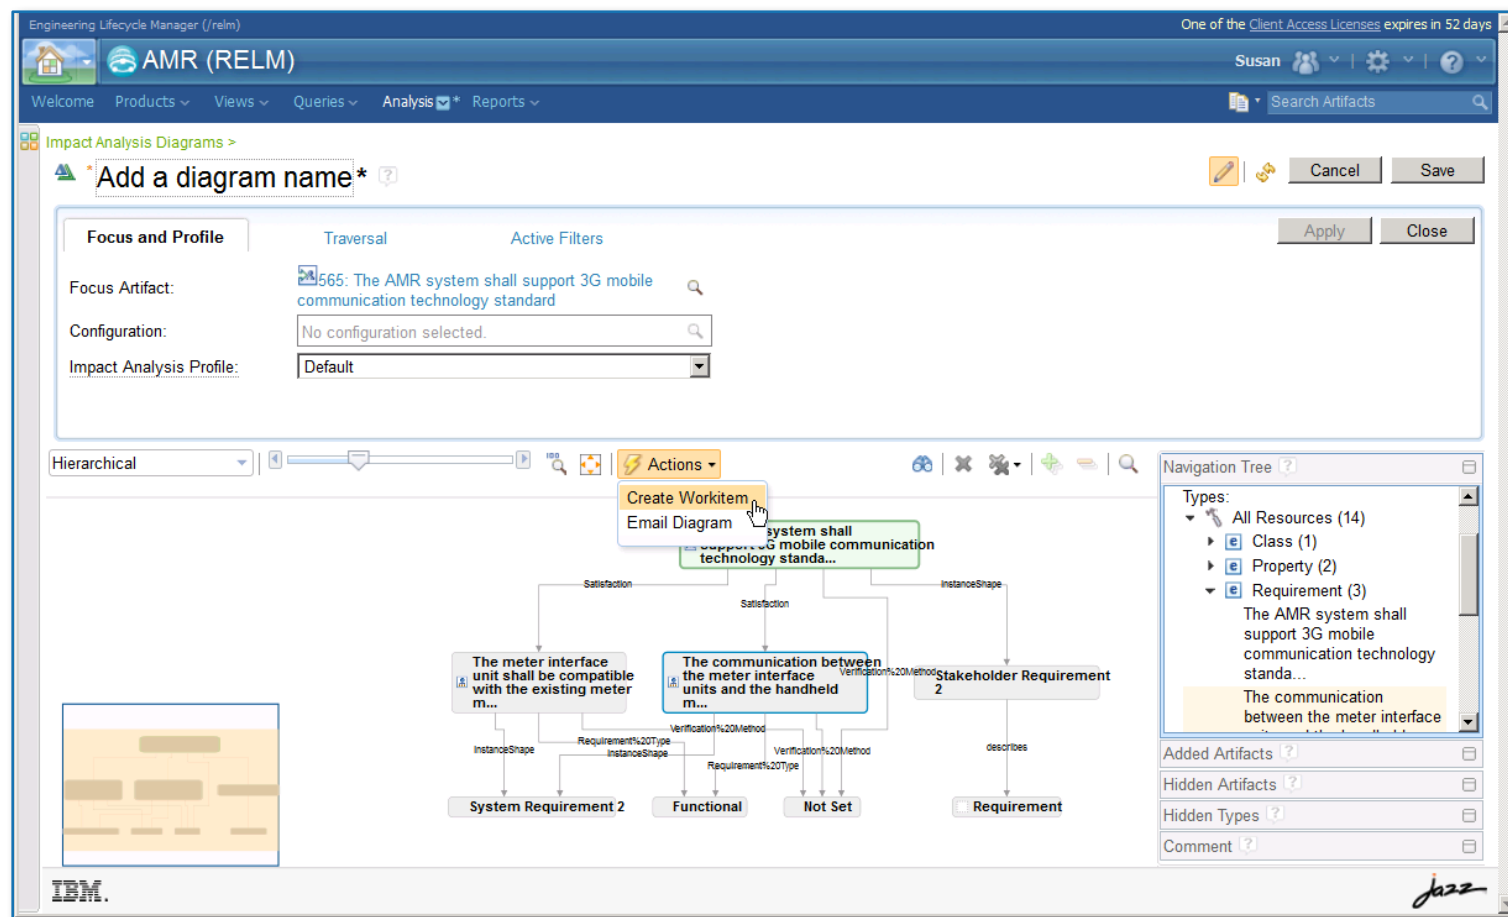 Engineering Lifecycle Manager (/relm)
One of the Client Access Licenses expires in 52 days
AMR (RELM)
Susan
Welcome Products Views Queries Analysis * Reports
Search Artifacts
Impact Analysis Diagrams >
* Add a diagram name* ?
Cancel Save
Focus and Profile Traversal Active Filters
Apply Close
Focus Artifact:
565: The AMR system shall support 3G mobile
communication technology standard
Configuration:
No configuration selected.
Impact Analysis Profile:
Default
Hierarchical
100
Actions
Create Workitem
Email Diagram
system shall
support 3G mobile communication
technology standa...
Satisfaction
Satisfaction
InstanceShape
The meter interface
unit shall be compatible
with the existing meter
m...
The communication between
the meter interface
units and the handheld
m...
Verification%20Method
Stakeholder Requirement
2
InstanceShape
Requirement%20Type
Verification%20Method
InstanceShape
Requirement%20Type
Verification%20Method
describes
System Requirement 2
Functional
Not Set
Requirement
Navigation Tree ?
Types:
All Resources (14)
e Class (1)
e Property (2)
e Requirement (3)
The AMR system shall
support 3G mobile
communication technology
standa...
The communication
between the meter interface
Added Artifacts ?
Hidden Artifacts ?
Hidden Types ?
Comment ?
IBM.
jazz